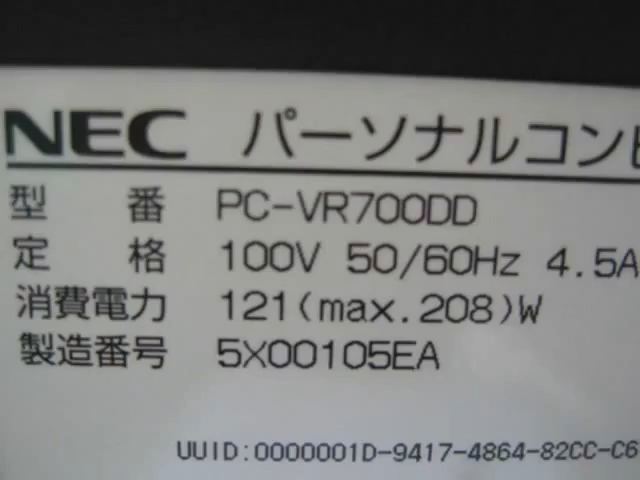 NEC パーソナルコン
型 番 PC-VR700DD
定 格 100V 50/60Hz 4.5A
消費電力 121(max.208)W
製造番号 5X00105EA
UUID:0000001D-9417-4864-82CC-C6